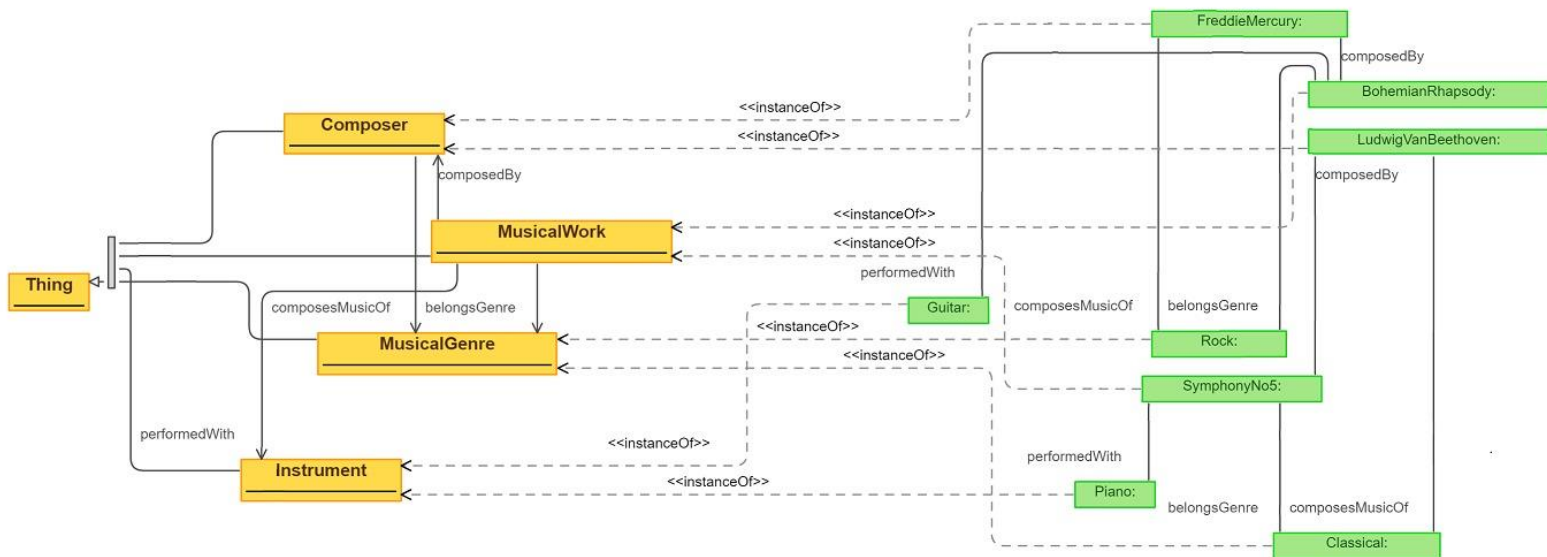 FreddieMercury:
composedBy
BohemianRhapsody:
<<instanceOf>>
Composer
<<instanceOf>>
LudwigVanBeethoven:
composedBy
composedBy
<<instanceOf>>
MusicalWork
<<instanceOf>>
performedWith
Thing
composesMusicOf
belongsGenre
Guitar:
composesMusicOf
belongsGenre
<<instanceOf>>
Rock:
MusicalGenre
<<instanceOf>>
SymphonyNo5:
performedWith
<<instanceOf>>
performedWith
Instrument
<<instanceOf>>
Piano:
belongsGenre
composesMusicOf
Classical: